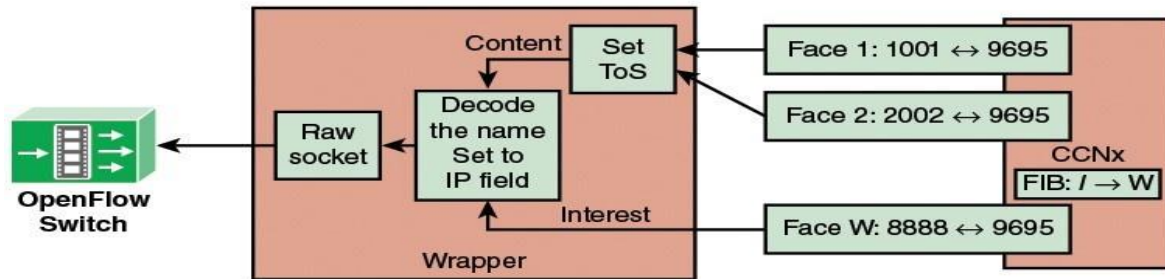 Content
Set
ToS
Face 1: 1001 ↔ 9695
Decode
the name
Set to
IP field
Raw
socket
Face 2: 2002 ↔ 9695
CCNx
FIB: / → W
OpenFlow
Switch
Interest
Face W: 8888 ↔ 9695
Wrapper